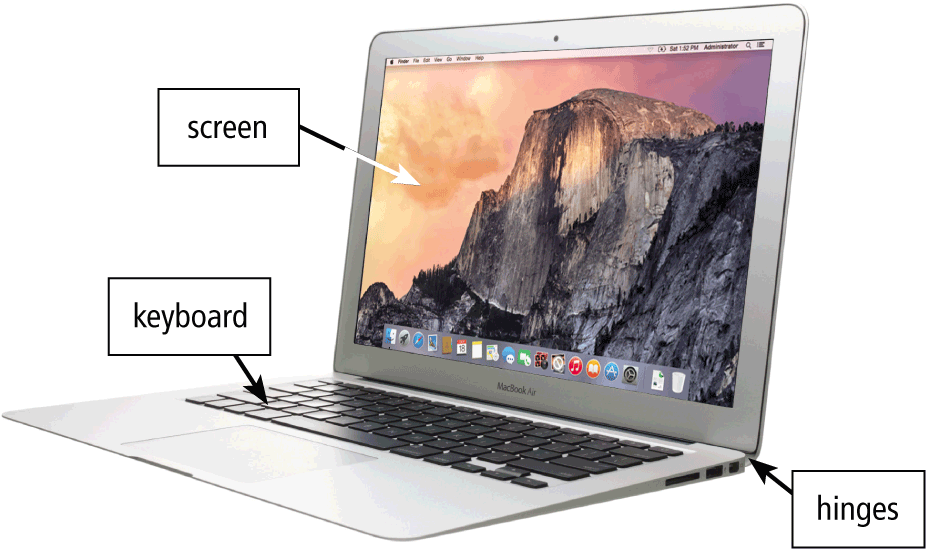 Finder File Edit View Go Window Help
Sat 1:52 PM Administrator
screen
keyboard
MacBook Air
hinges